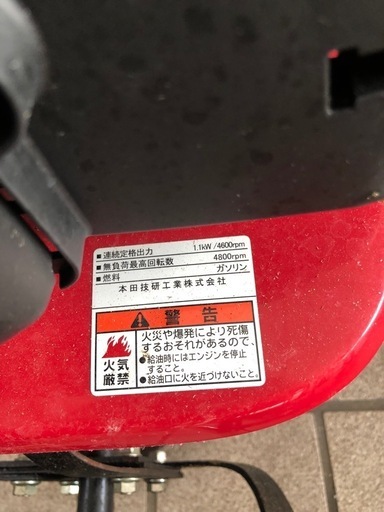 ■連続定格出力 1.1kW/4600rpm
■無負荷最高回転数 4800rpm
■燃料 ガソリン
本田技研工業株式会社
警告
火気
厳禁
火災や爆発により死傷
するおそれがあるので、
●給油時にはエンジンを停止
すること。
●給油口に火を近づけないこと。